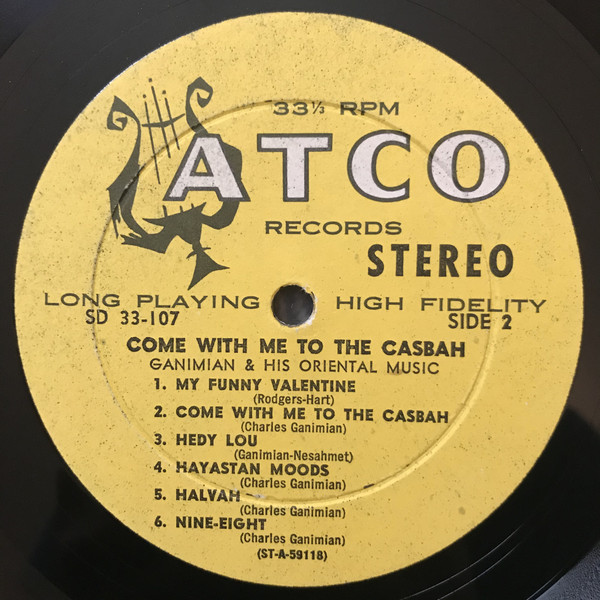 33⅓ RPM
ATCO
RECORDS
STEREO
LONG PLAYING HIGH FIDELITY
SD 33-107 SIDE 2
COME WITH ME TO THE CASBAH
GANIMIAN & HIS ORIENTAL MUSIC
1. MY FUNNY VALENTINE
(Rodgers-Hart)
2. COME WITH ME TO THE CASBAH
(Charles Ganimian)
3. HEDY LOU
(Ganimian-Nesahmet)
4. HAYASTAN MOODS
(Charles Ganimian)
5. HALVAH
(Charles Ganimian)
6. NINE-EIGHT
(Charles Ganimian)
(ST-A-59118)